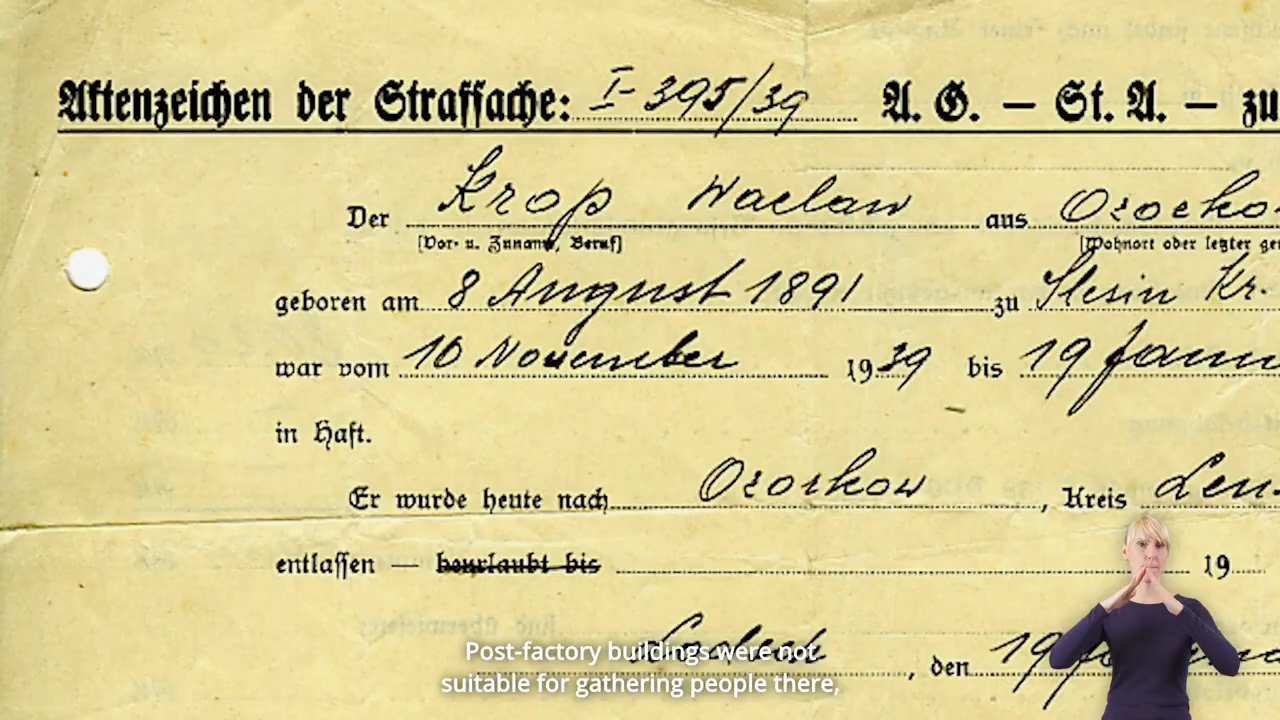 Aktenzeichen der Strafsache: I-395/39 A. G. — St. A. — zu
Der Krop Wacław aus Ozorko
[Vor- u. Zuname, Beruf] [Wohnort oder letzter ge
geboren am 8 August 1891 zu Slesin Kr.
war vom 10 November 1939 bis 19 Janu
in Haft.
Er wurde heute nach Ozorkow, Kreis Len
entlassen — beurlaubt bis 19
, den 19
Post-factory buildings were not
suitable for gathering people there,